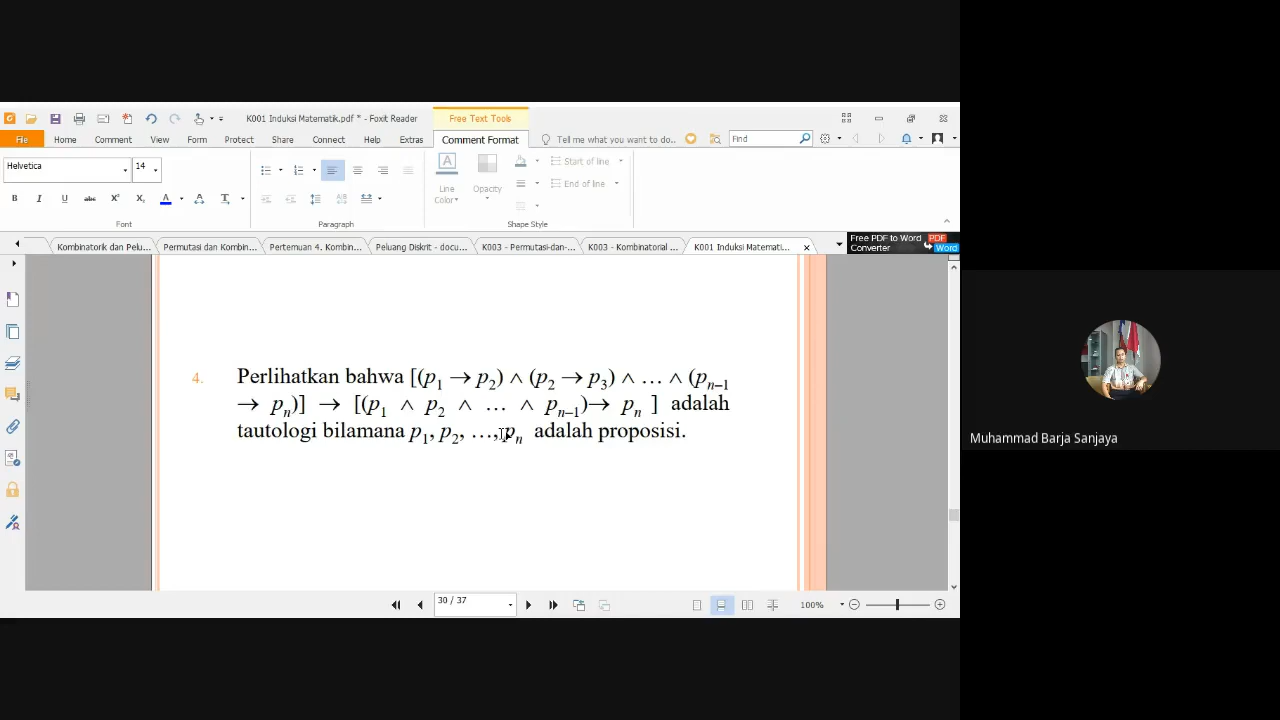 K001 Induksi Matematik.pdf * - Foxit Reader
Free Text Tools
File Home Comment View Form Protect Share Connect Help Extras Comment Format Tell me what you want to do.. Find
Helvetica 14
Line Color
Opacity
Start of line
End of line
Font Paragraph Shape Style
Kombinatorik dan Pelu... Permutasi dan Kombin... Pertemuan 4. Kombin... Peluang Diskrit - docu... K003 - Permutasi-dan-... K003 - Kombinatorial ... K001 Induksi Matemati...
Free PDF to Word Converter
PDF
Word
4. Perlihatkan bahwa [(p₁ → p₂) ∧ (p₂ → p₃) ∧ … ∧ (pₙ₋₁
→ pₙ)] → [(p₁ ∧ p₂ ∧ … ∧ pₙ₋₁)→ pₙ ] adalah
tautologi bilamana p₁, p₂, …, pₙ adalah proposisi.
Muhammad Barja Sanjaya
30 / 37
100%